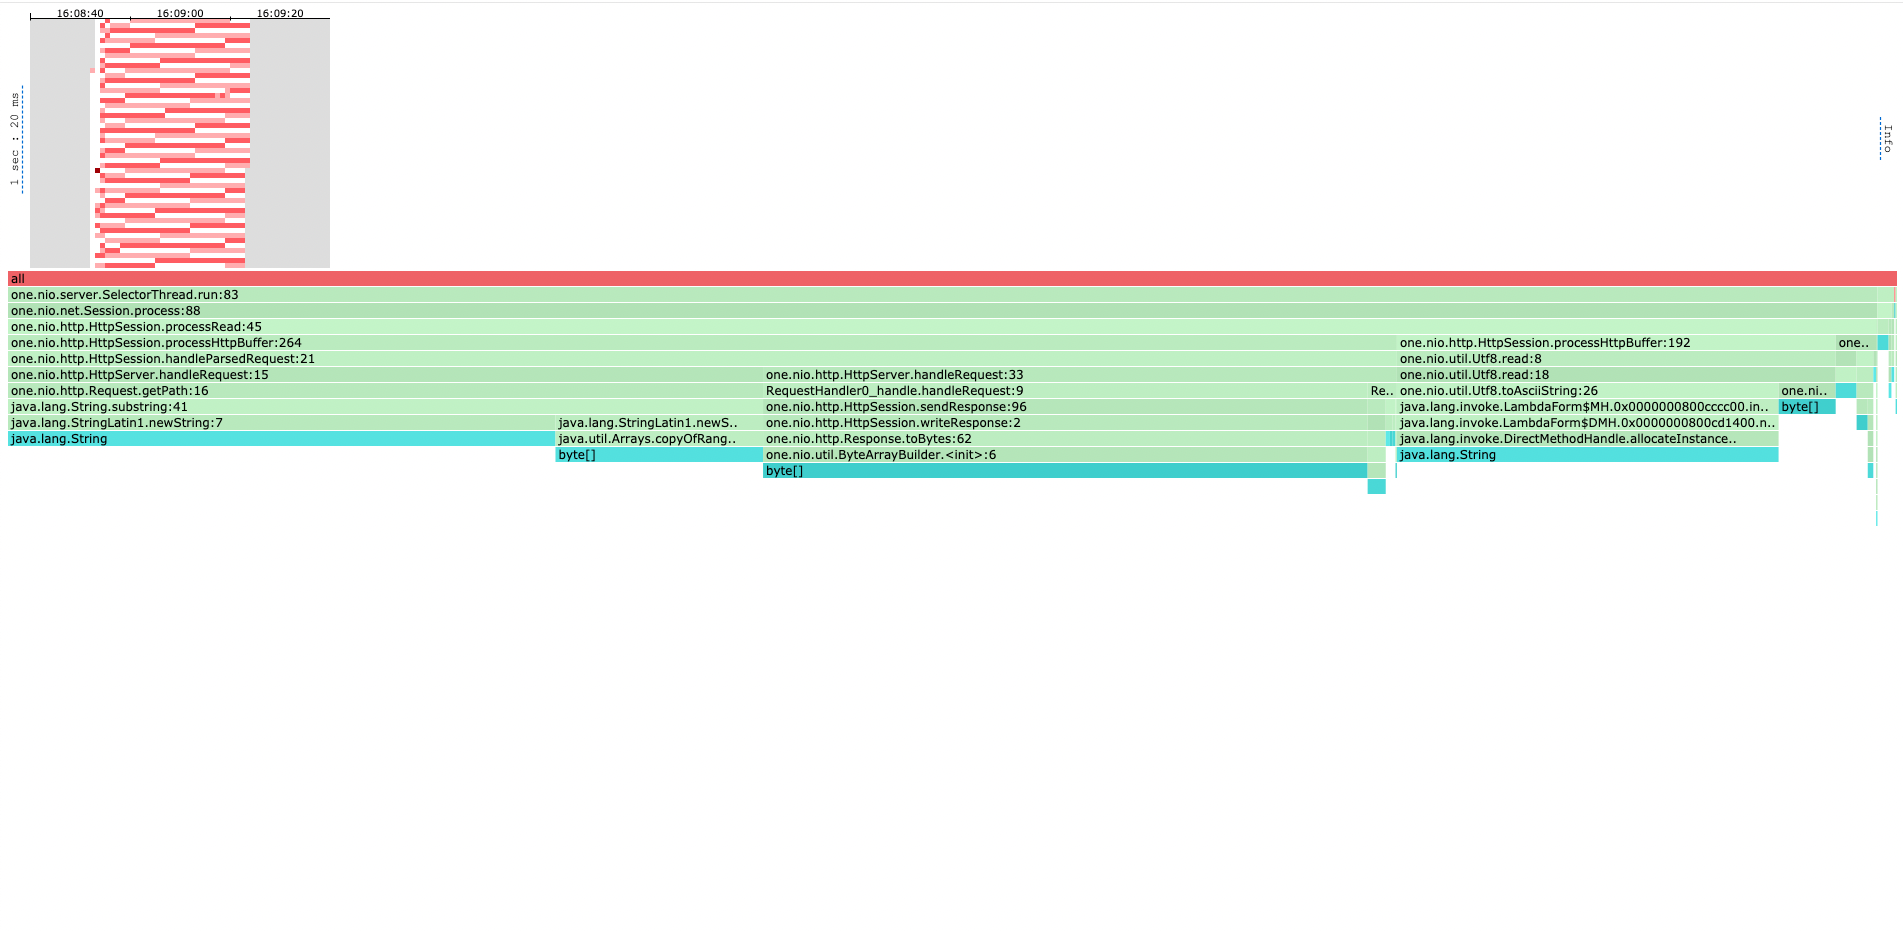 16:08:40 16:09:00 16:09:20
1 sec : 20 ms
Info
all
one.nio.server.SelectorThread.run:83
one.nio.net.Session.process:88
one.nio.http.HttpSession.processRead:45
one.nio.http.HttpSession.processHttpBuffer:264 one.nio.http.HttpSession.processHttpBuffer:192 one..
one.nio.http.HttpSession.handleParsedRequest:21 one.nio.util.Utf8.read:8
one.nio.http.HttpServer.handleRequest:15 one.nio.http.HttpServer.handleRequest:33 one.nio.util.Utf8.read:18
one.nio.http.Request.getPath:16 RequestHandler0_handle.handleRequest:9 Re.. one.nio.util.Utf8.toAsciiString:26 one.ni..
java.lang.String.substring:41 one.nio.http.HttpSession.sendResponse:96 java.lang.invoke.LambdaForm$MH.0x0000000800cccc00.in.. byte[]
java.lang.StringLatin1.newString:7 java.lang.StringLatin1.newS.. one.nio.http.HttpSession.writeResponse:2 java.lang.invoke.LambdaForm$DMH.0x0000000800cd1400.n..
java.lang.String java.util.Arrays.copyOfRang.. one.nio.http.Response.toBytes:62 java.lang.invoke.DirectMethodHandle.allocateInstance..
byte[] one.nio.util.ByteArrayBuilder.<init>:6 java.lang.String
byte[]